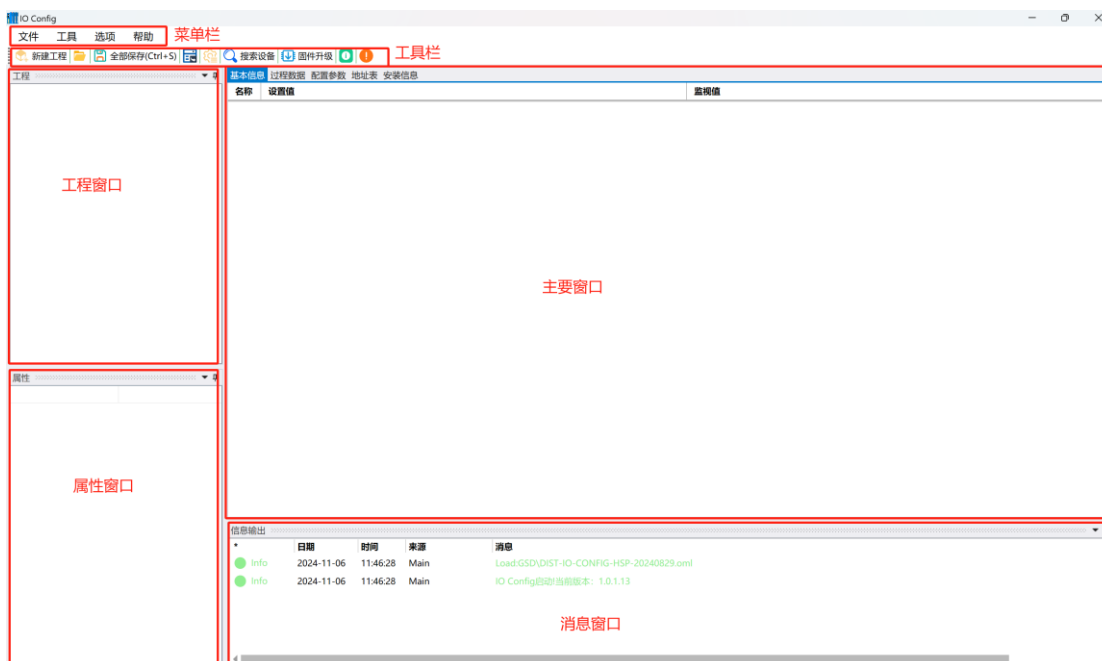 IO Config
文件 工具 选项 帮助 菜单栏
新建工程 全部保存(Ctrl+S) 搜索设备 固件升级 工具栏
工程
基本信息 过程数据 配置参数 地址表 安装信息
名称 设置值 监视值
工程窗口
主要窗口
属性
属性窗口
信息输出
* 日期 时间 来源 消息
Info 2024-11-06 11:46:28 Main Load:GSD\DIST-IO-CONFIG-HSP-20240829.oml
Info 2024-11-06 11:46:28 Main IO Config启动!当前版本：1.0.1.13
消息窗口